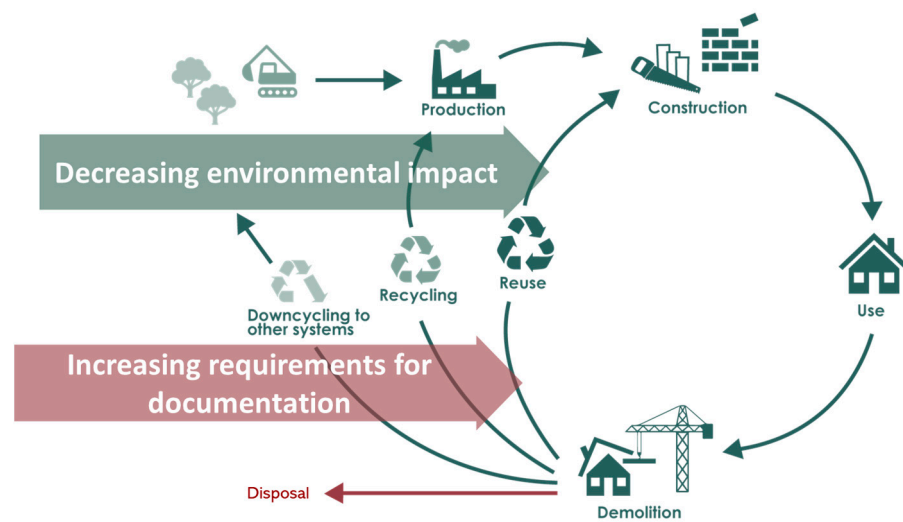 Production
Construction
Decreasing environmental impact
Recycling
Reuse
Downcycling to
other systems
Use
Increasing requirements for
documentation
Disposal
Demolition